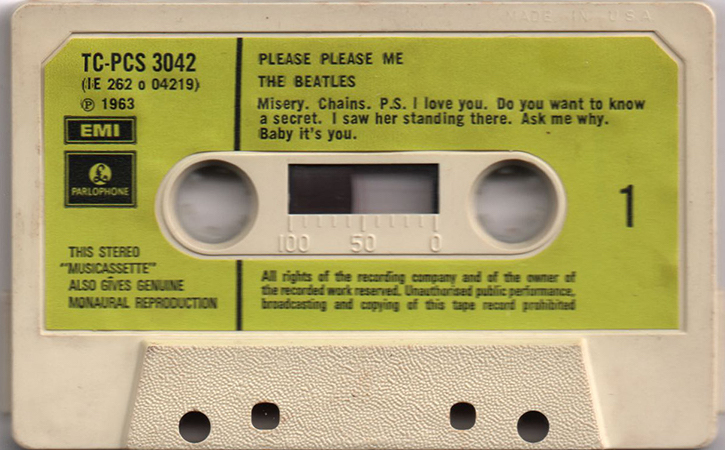 MADE IN U.S.A
TC-PCS 3042
(IE 262 o 04219)
℗ 1963
EMI
PARLOPHONE
THIS STEREO
"MUSICASSETTE"
ALSO GIVES GENUINE
MONAURAL REPRODUCTION
PLEASE PLEASE ME
THE BEATLES
Misery. Chains. P.S. I love you. Do you want to know
a secret. I saw her standing there. Ask me why.
Baby it's you.
100 50 0
1
All rights of the recording company and of the owner of
the recorded work reserved. Unauthorised public performance,
broadcasting and copying of this tape record prohibited